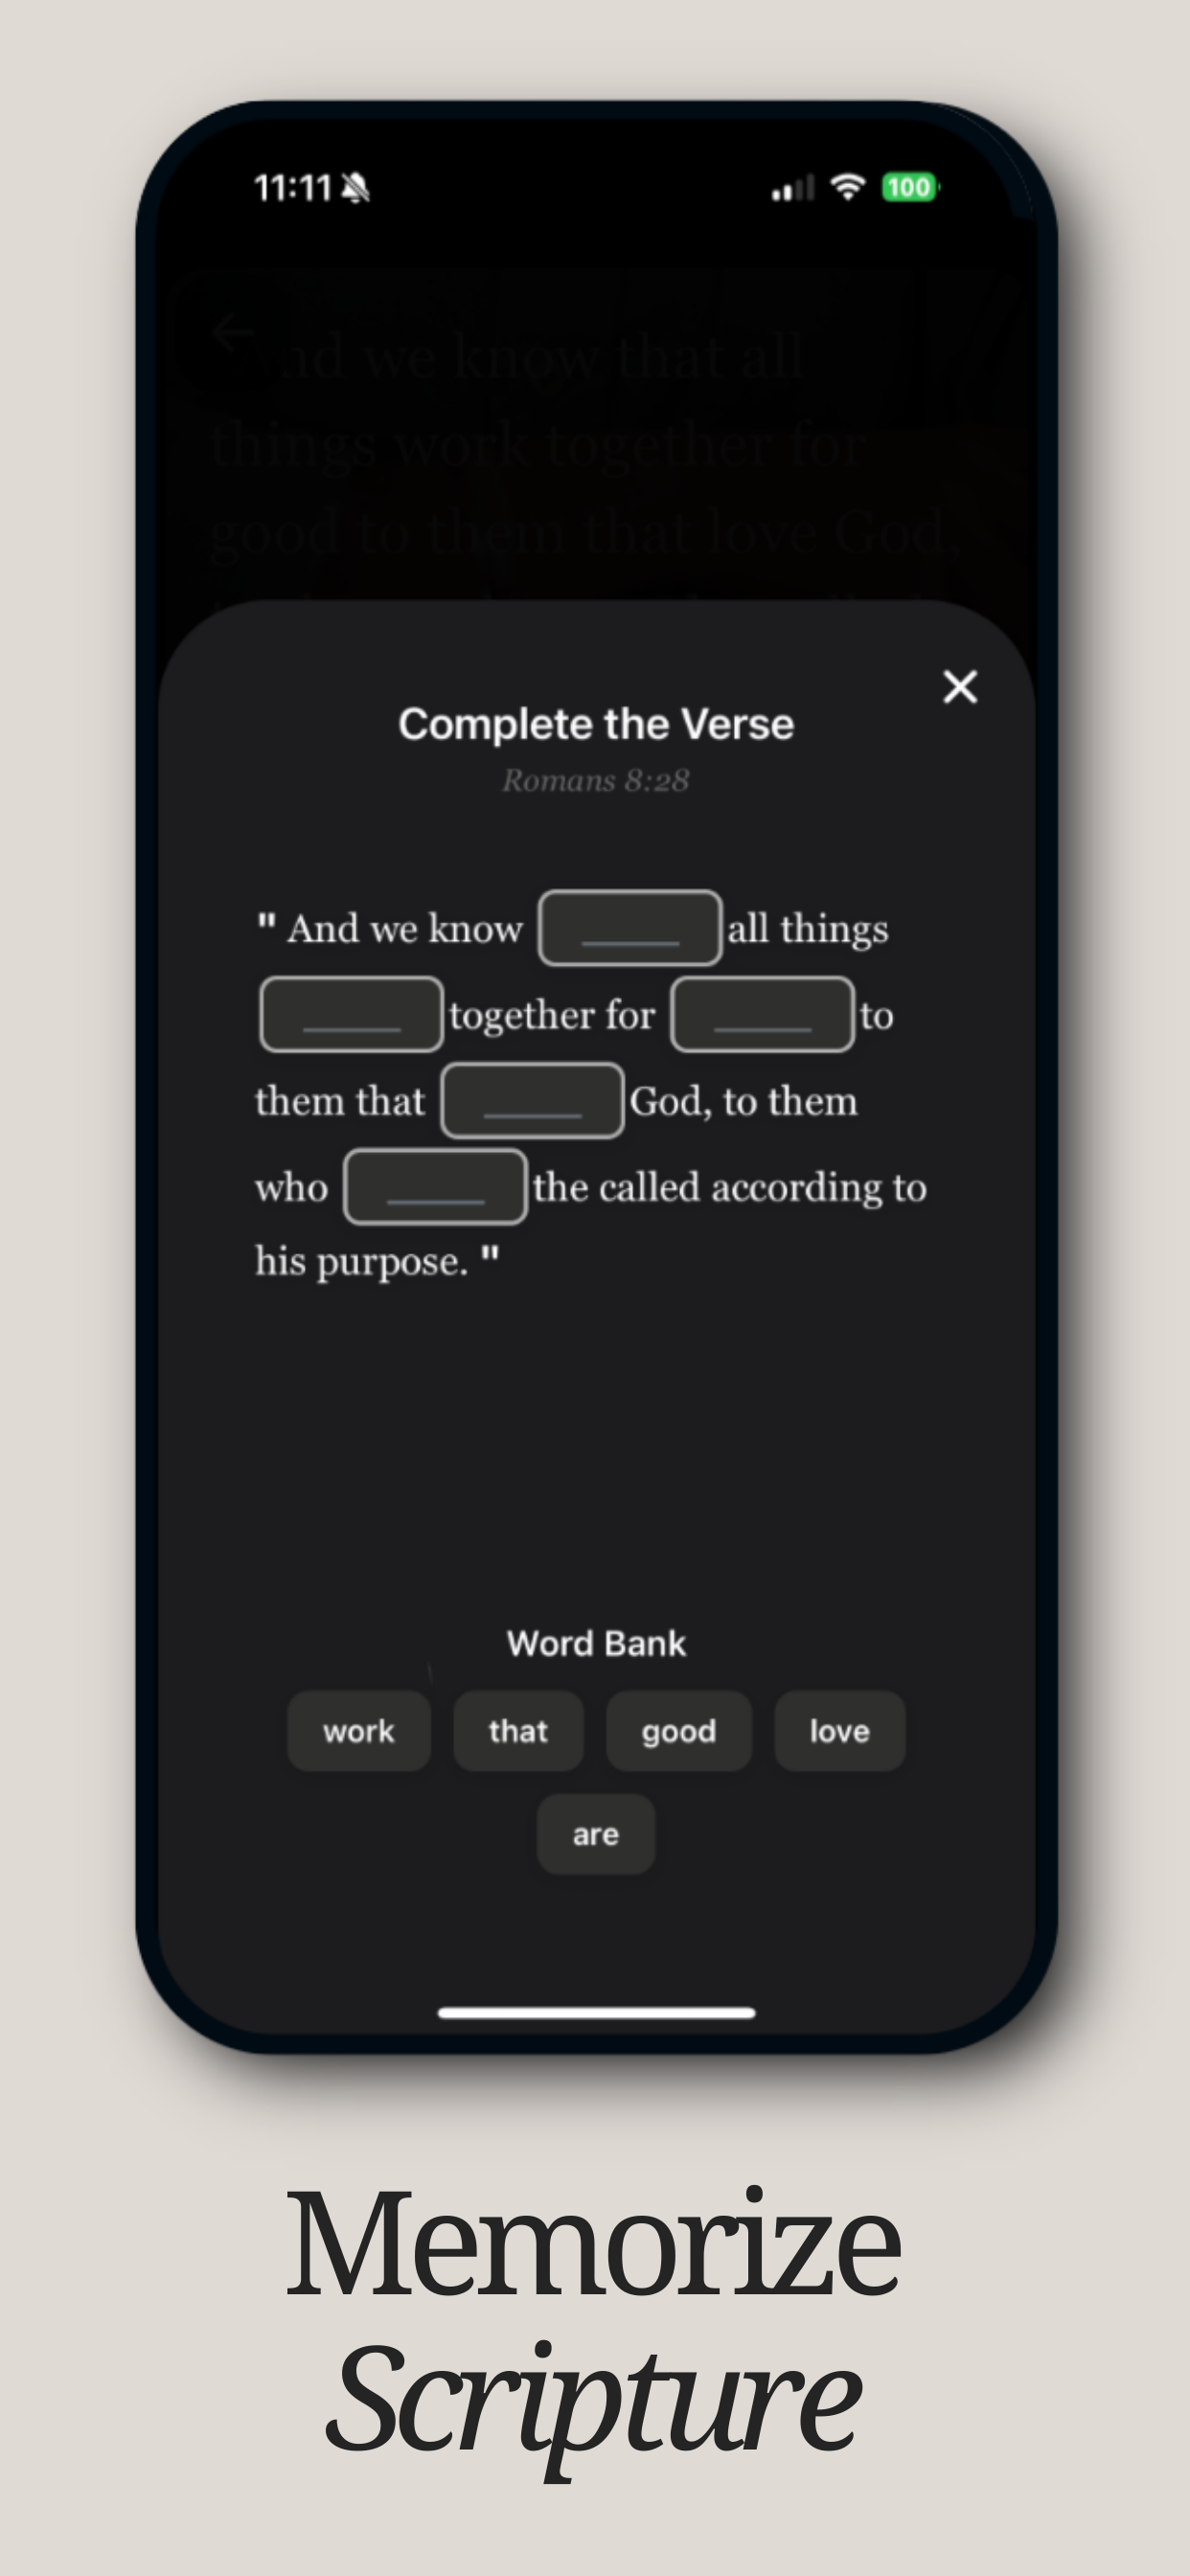 11:11
100
And we know that all
things work together for
good to them that love God,
Complete the Verse
Romans 8:28
" And we know ____ all things
____ together for ____ to
them that ____ God, to them
who ____ the called according to
his purpose. "
Word Bank
work that good love
are
Memorize
Scripture